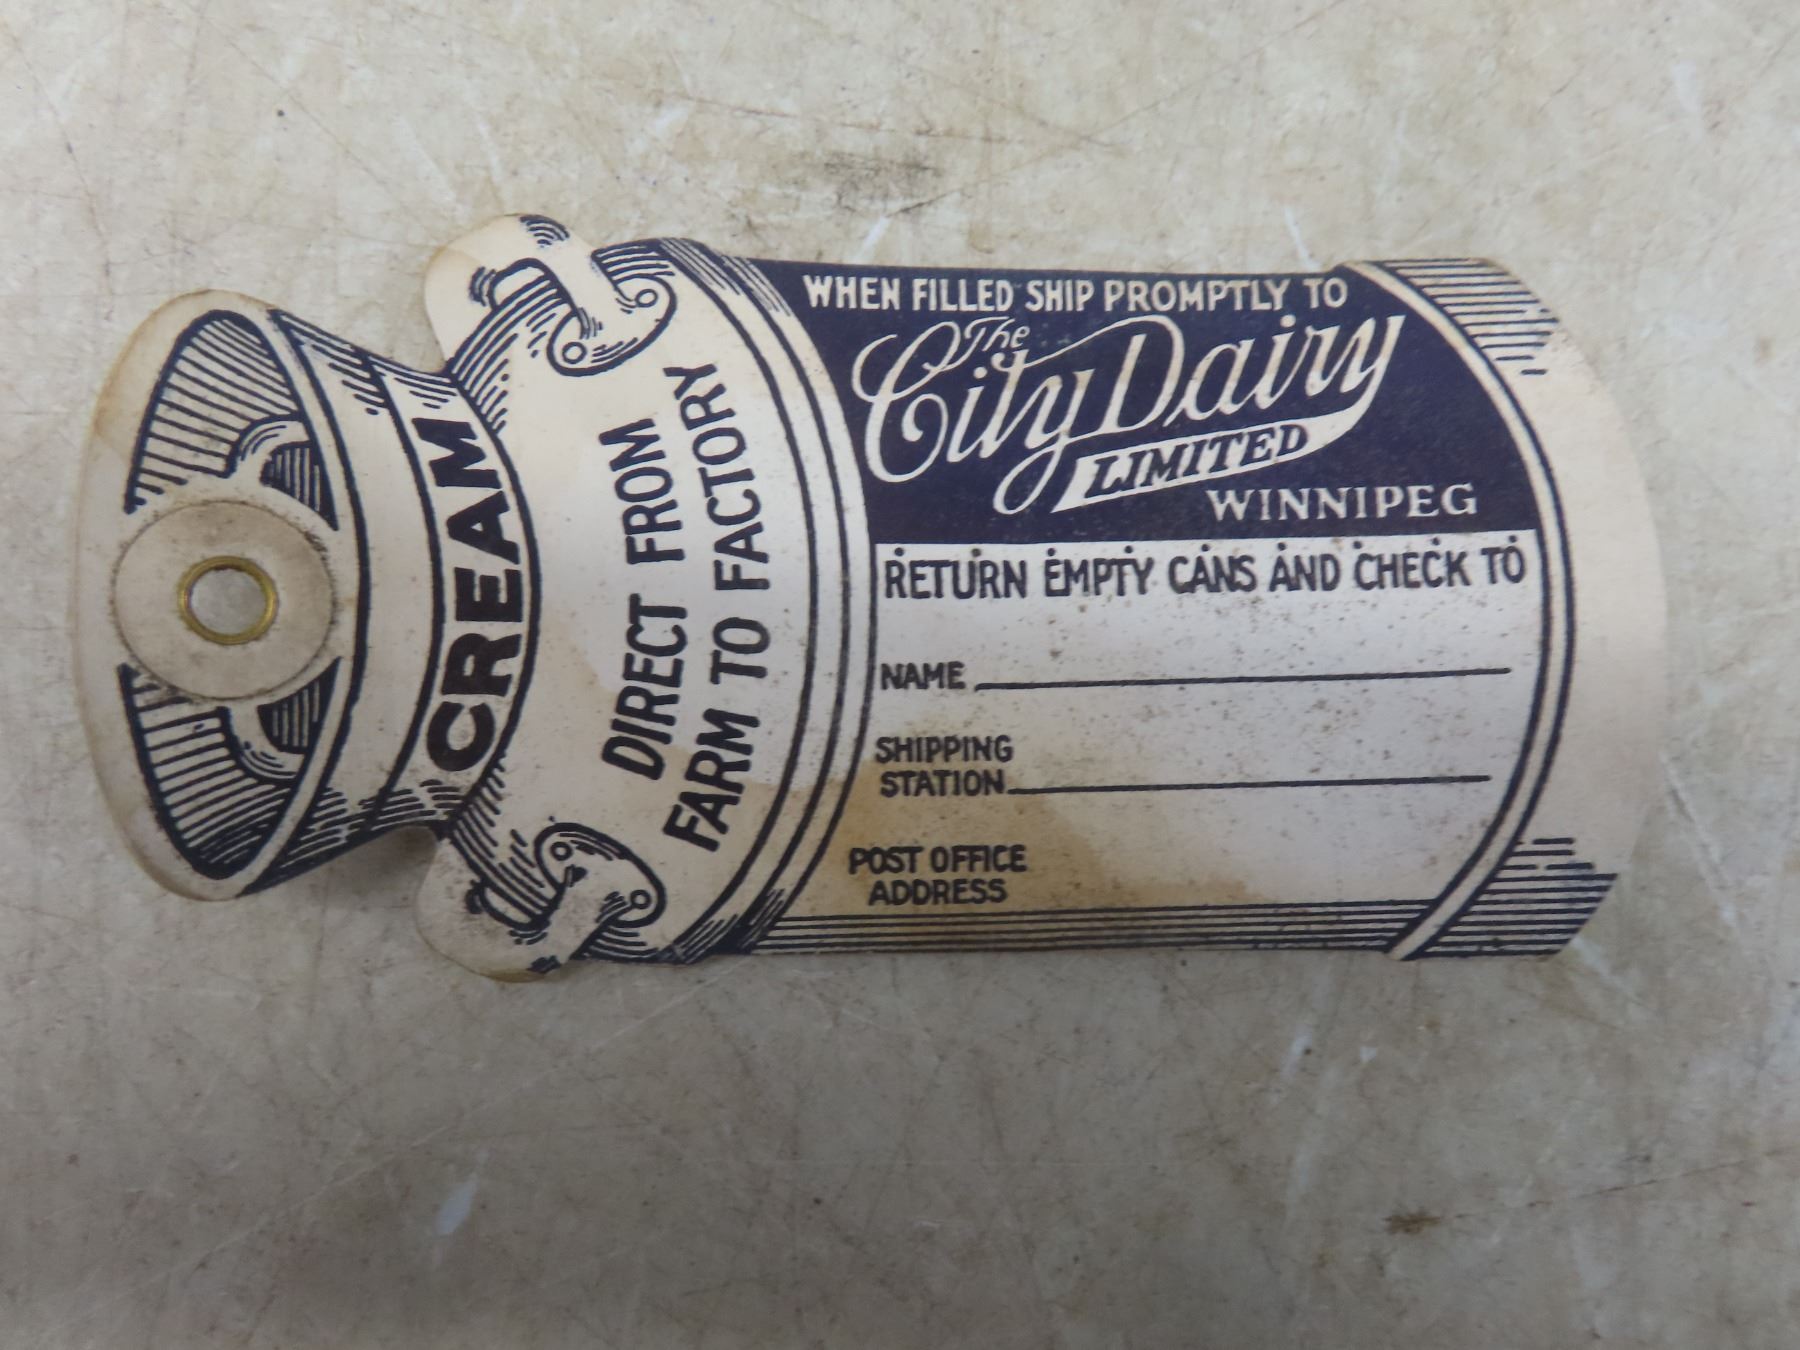 CREAM
DIRECT FROM
FARM TO FACTORY
WHEN FILLED SHIP PROMPTLY TO
The
City Dairy
LIMITED
WINNIPEG
RETURN EMPTY CANS AND CHECK TO
NAME
SHIPPING
STATION
POST OFFICE
ADDRESS